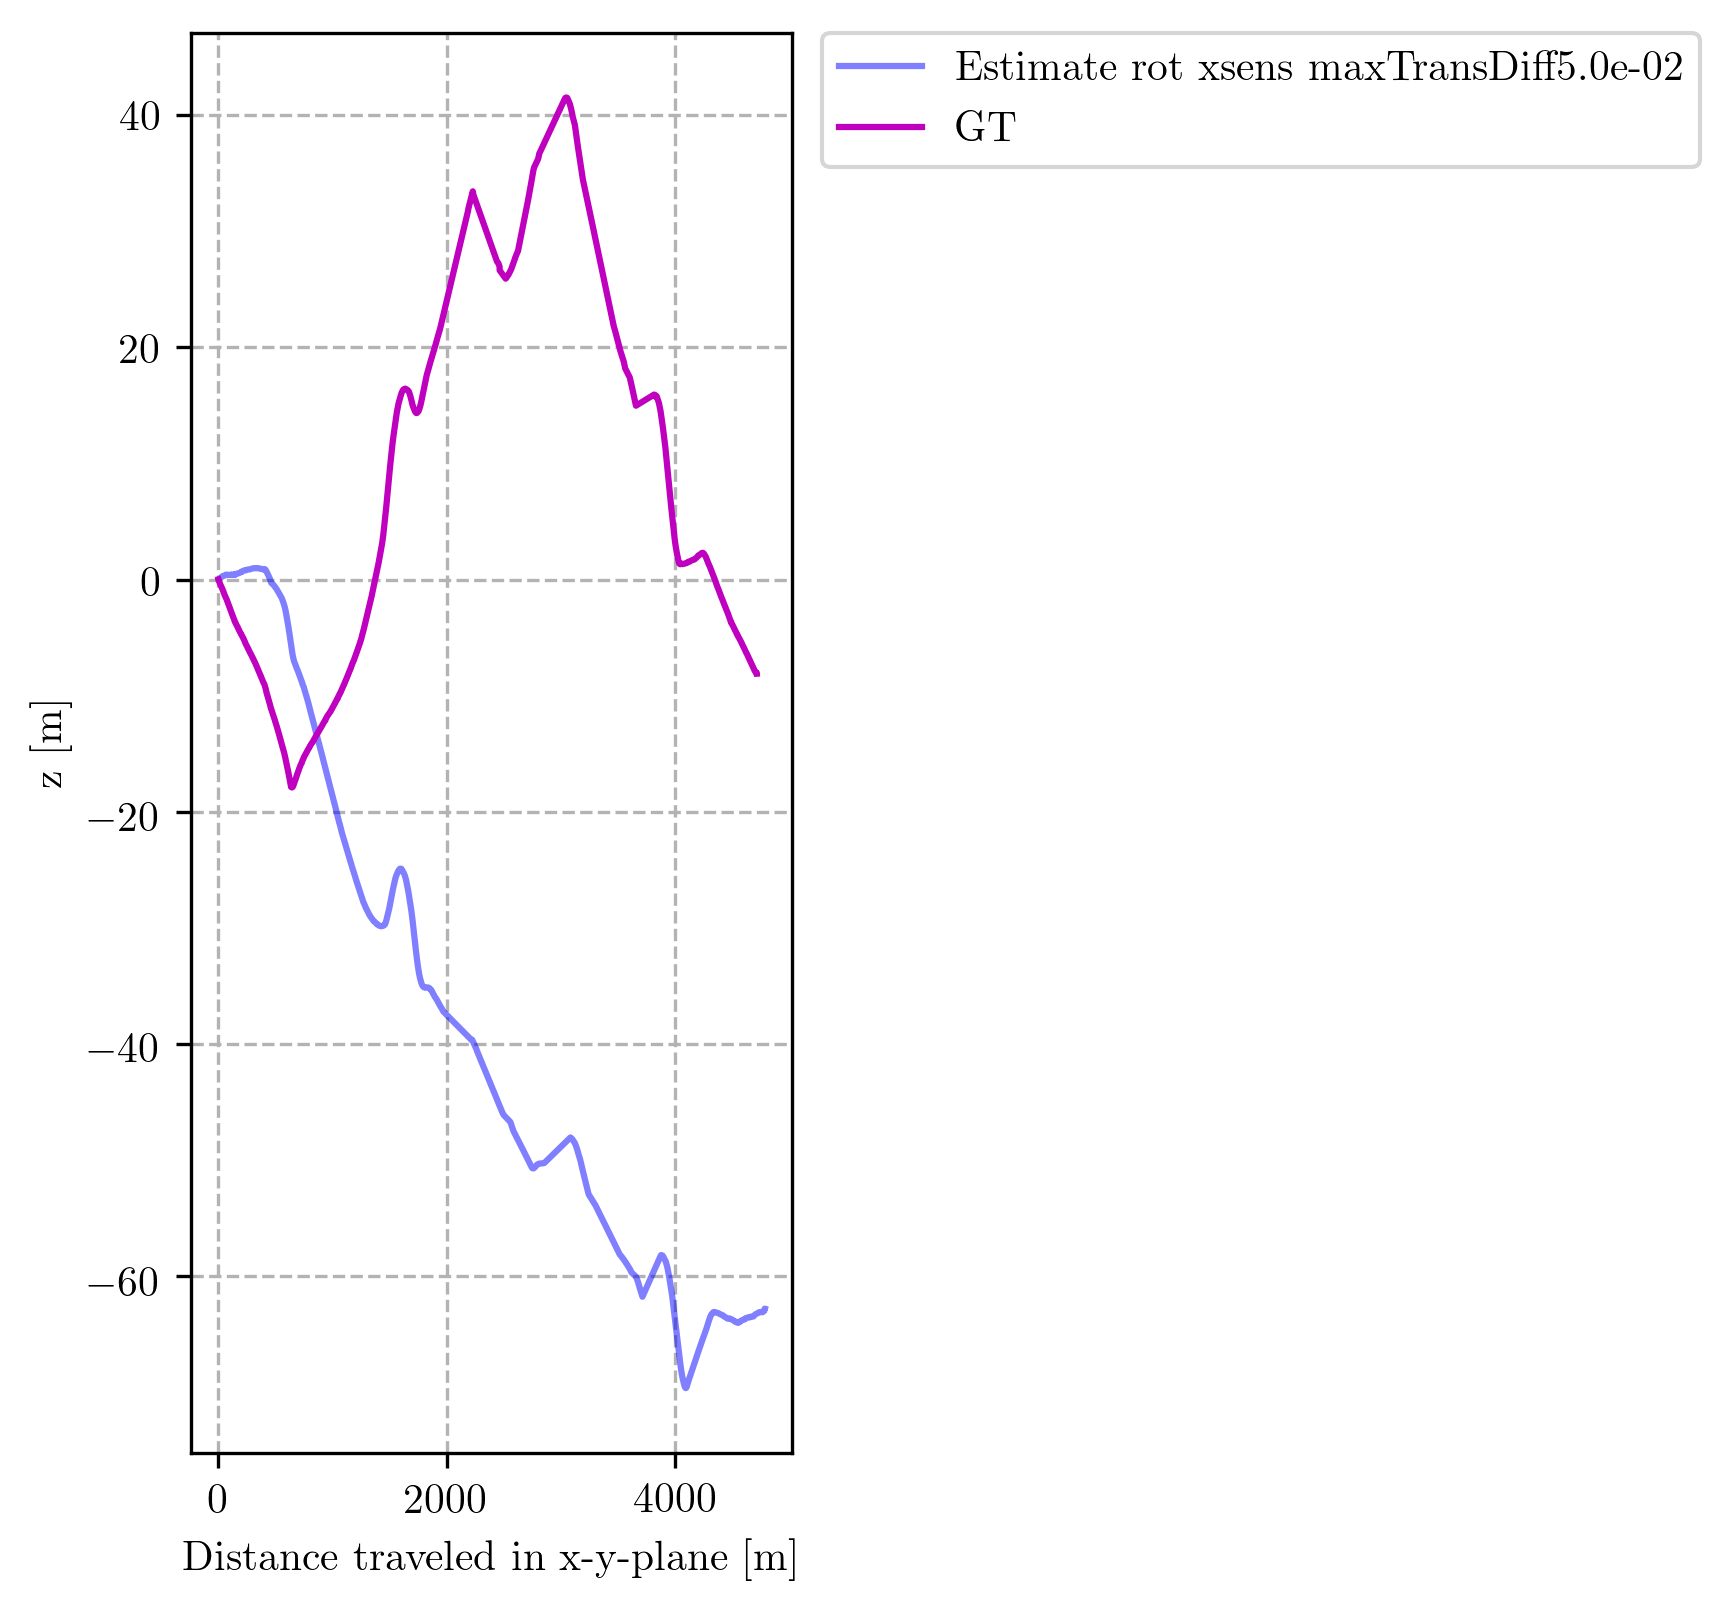 Estimate rot xsens maxTransDiff5.0e-02
GT
40
20
0
−20
−40
−60
z [m]
0 2000 4000
Distance traveled in x-y-plane [m]